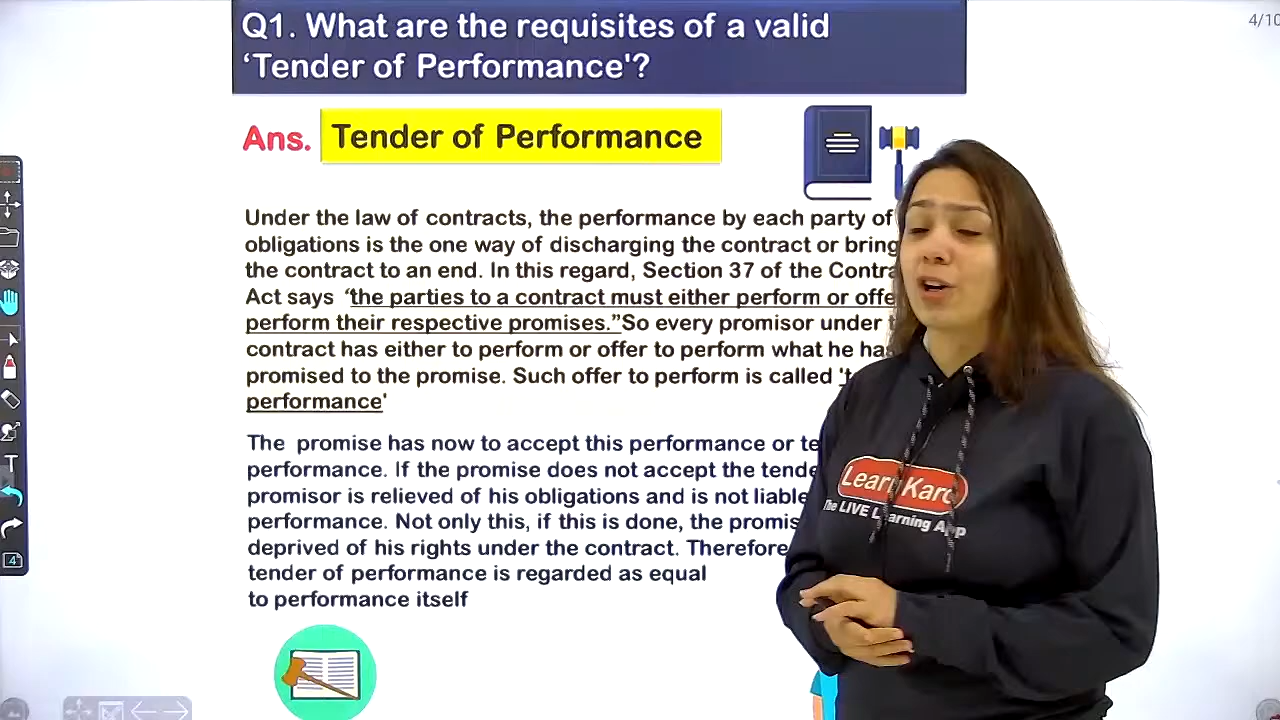 Q1. What are the requisites of a valid
‘Tender of Performance'?
4/10
Ans. Tender of Performance
Under the law of contracts, the performance by each party of
obligations is the one way of discharging the contract or bring
the contract to an end. In this regard, Section 37 of the Contra
Act says ‘the parties to a contract must either perform or offe
perform their respective promises.”So every promisor under
contract has either to perform or offer to perform what he has
promised to the promise. Such offer to perform is called 't
performance'
The promise has now to accept this performance or te
performance. If the promise does not accept the tende
promisor is relieved of his obligations and is not liable
performance. Not only this, if this is done, the promis
deprived of his rights under the contract. Therefore
tender of performance is regarded as equal
to performance itself
Learn Karo
The LIVE Learning App
T
4